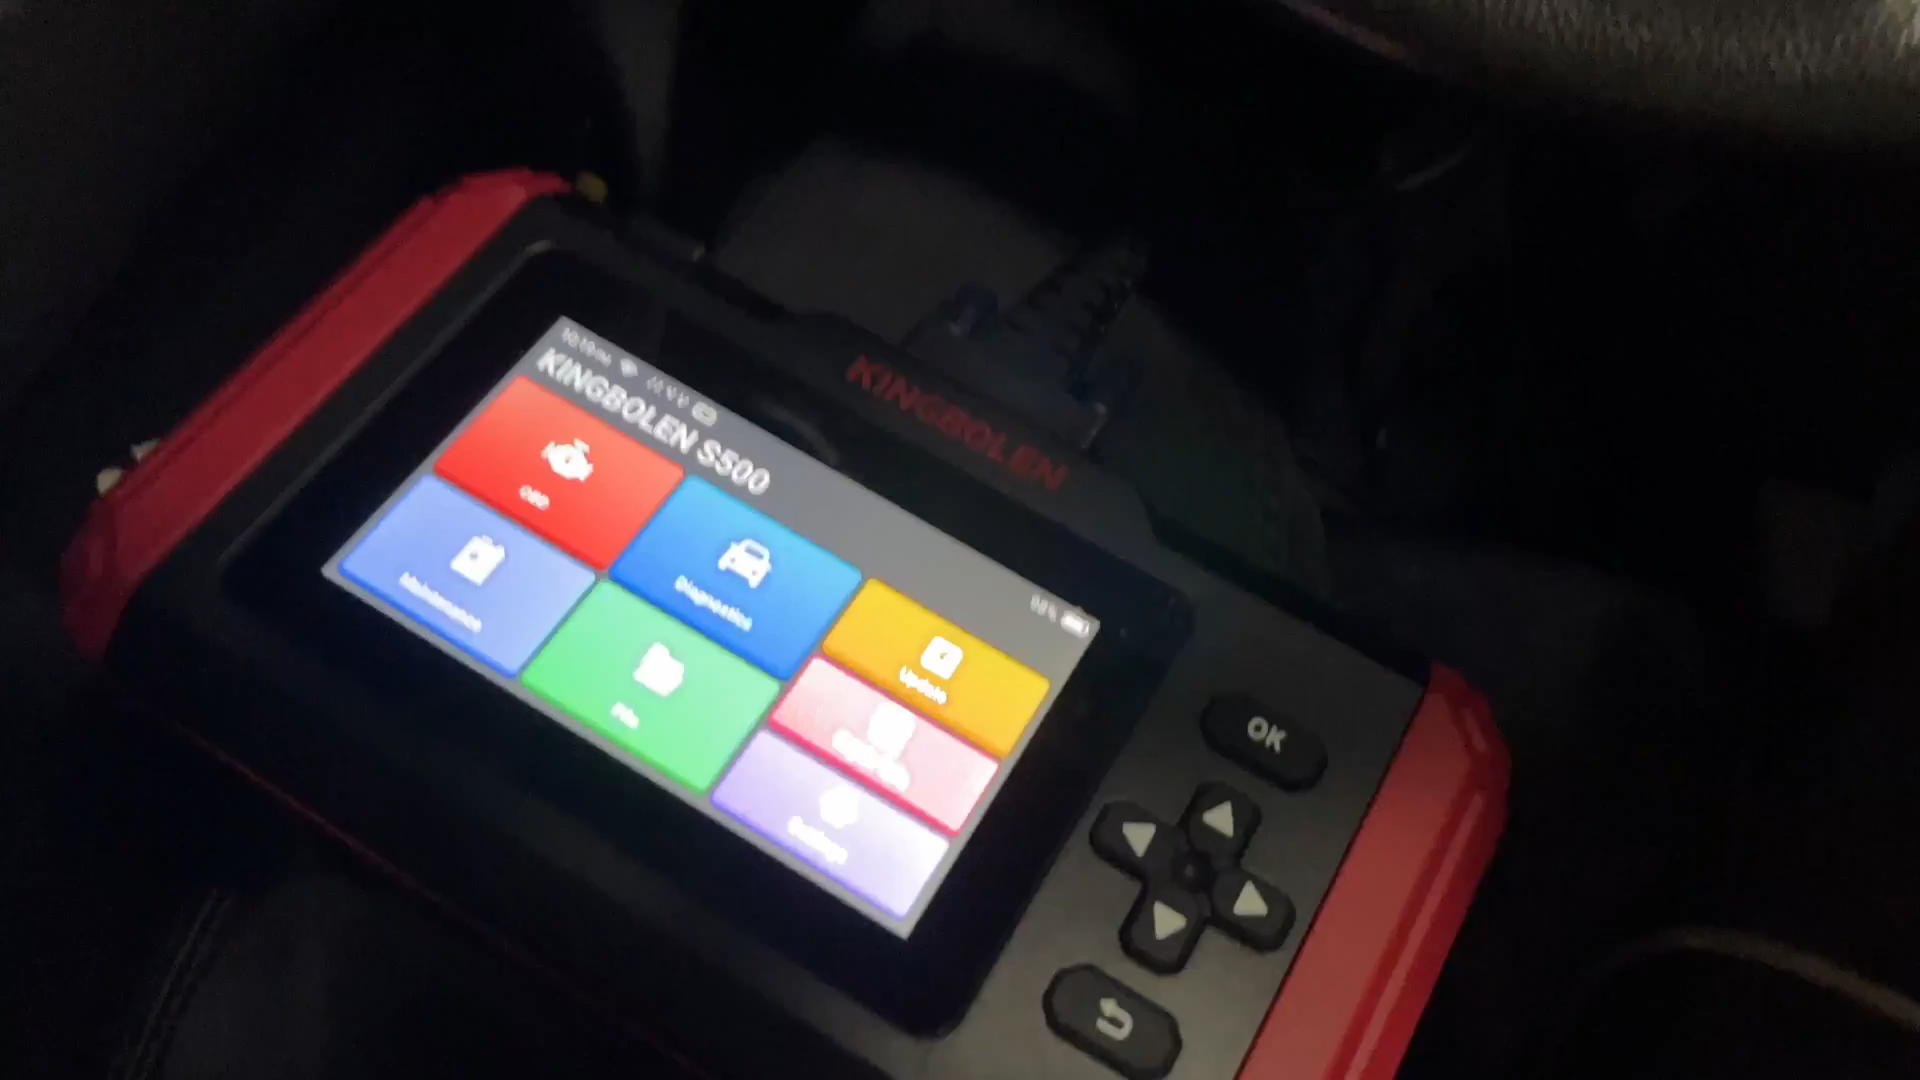 KINGBOLEN
KINGBOLEN S500
OBD
Diagnostics
Update
Maintenance
File
Settings
OK